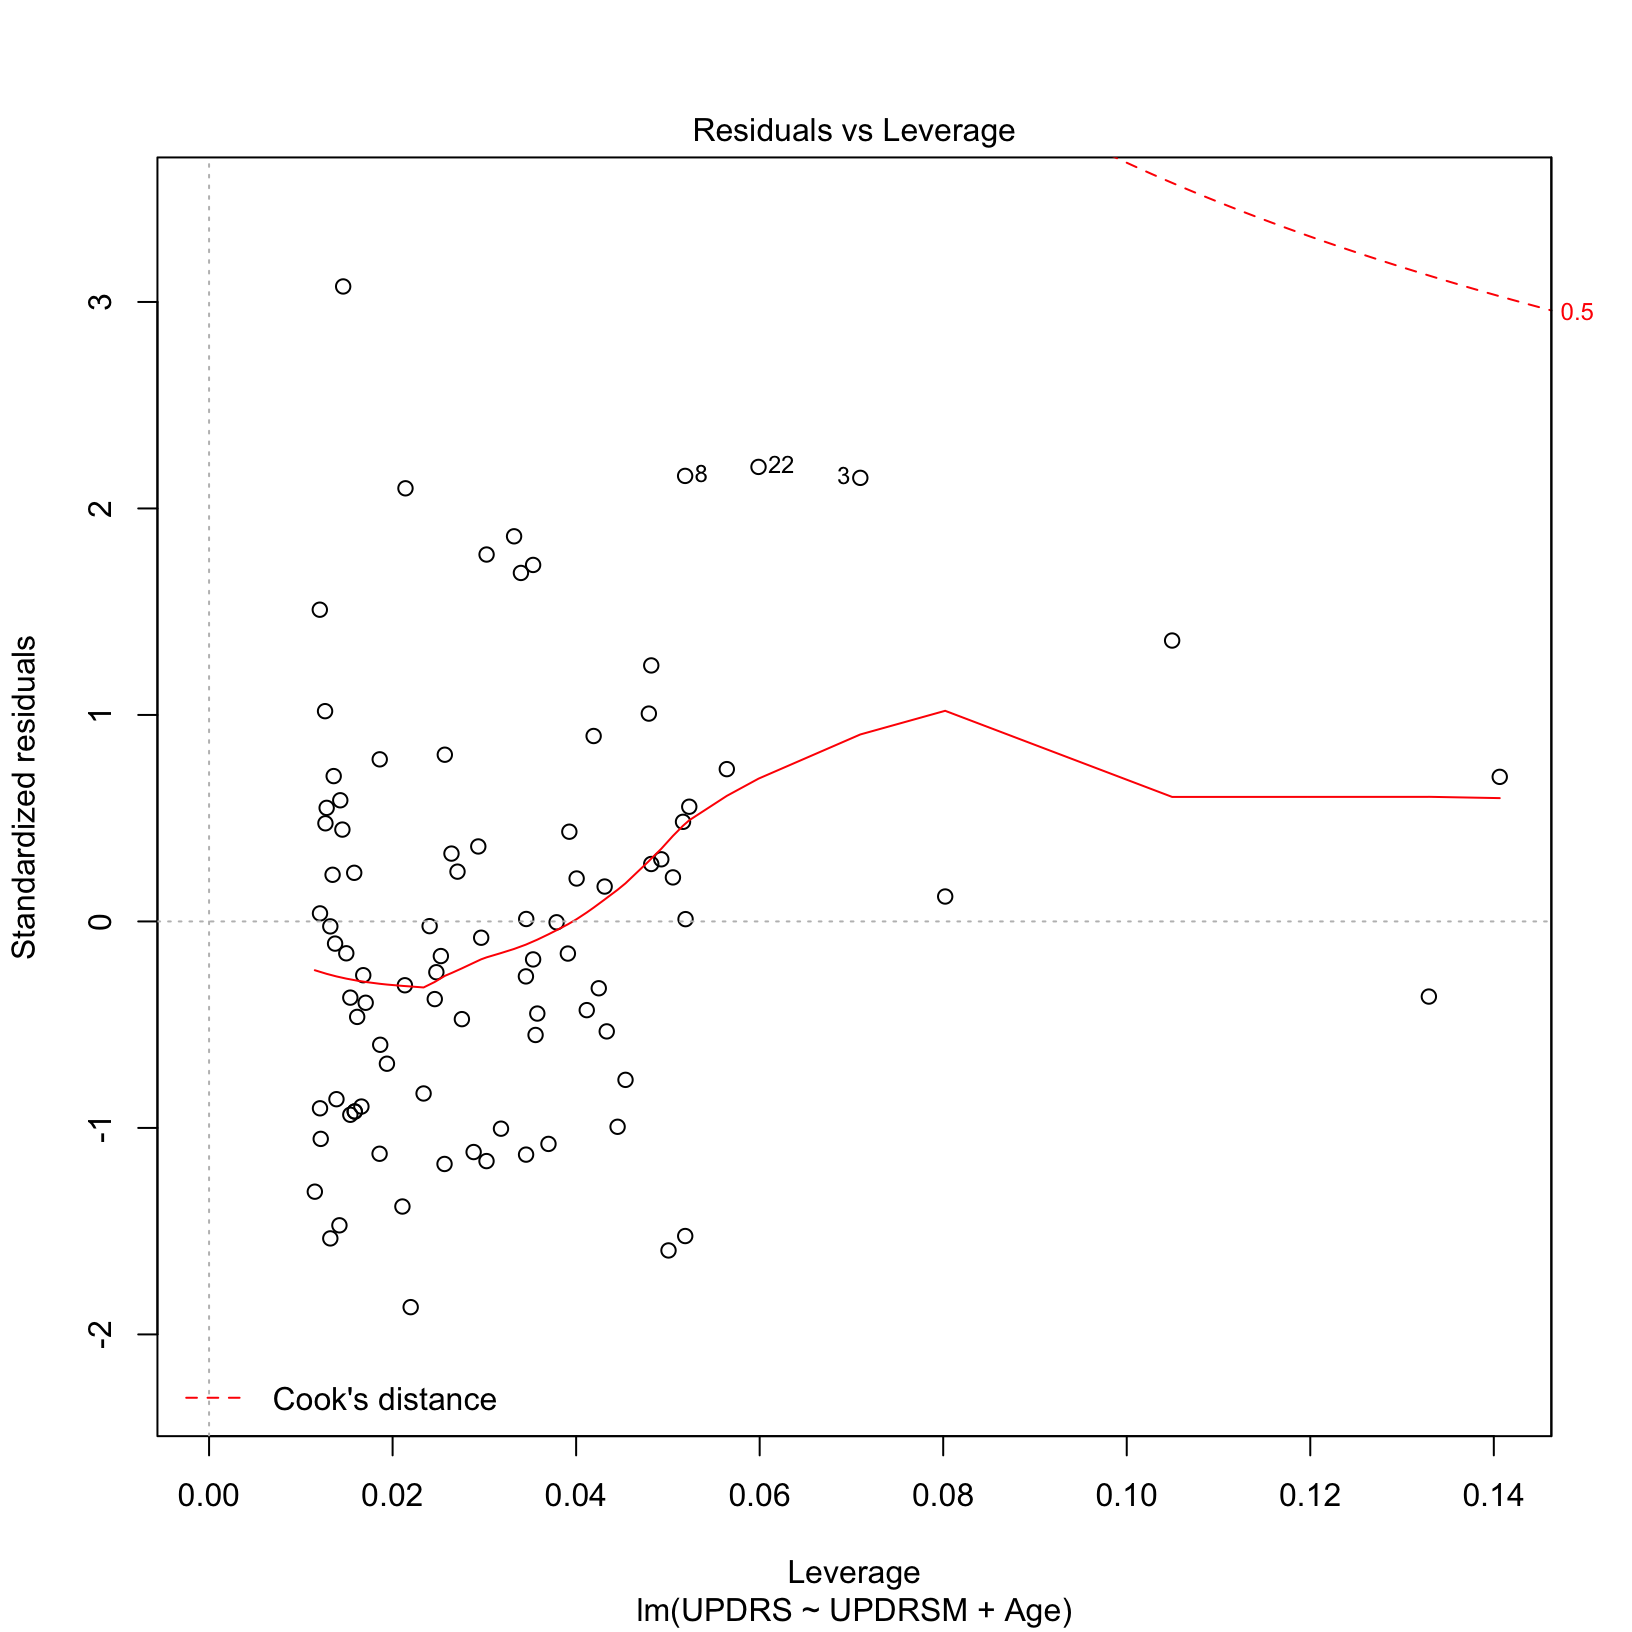 Residuals vs Leverage
0.5
3
8
22
3
2
1
0
-1
-2
Standardized residuals
Cook's distance
0.00 0.02 0.04 0.06 0.08 0.10 0.12 0.14
Leverage
lm(UPDRS ~ UPDRSM + Age)